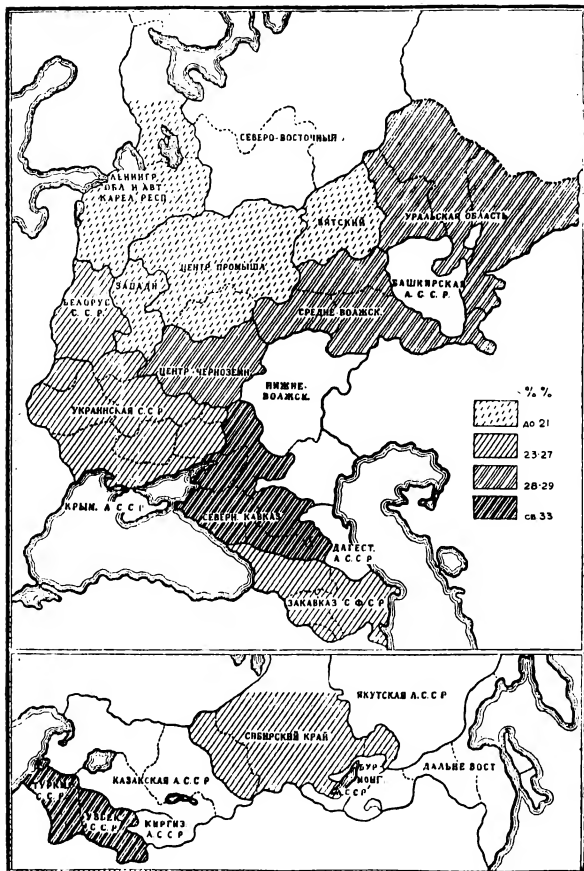 СЕВЕРО-ВОСТОЧНЫЙ
ЛЕНИНГР.
ОБЛ И АВТ
КАРЕЛ. РЕСП
ВЯТСКИЙ
УРАЛЬСКАЯ ОБЛАСТЬ
ЦЕНТР. ПРОМЫШЛ
ЗАПАДН
БЕЛОРУС
С. С. Р.
БАШКИРСКАЯ
А. С. С. Р.
СРЕДНЕ-ВОЛЖСК.
ЦЕНТР-ЧЕРНОЗЕМН
НИЖНЕ-
ВОЛЖСК.
УКРАИНСКАЯ С. С. Р
% %
до 21
23-27
28-29
св 33
КРЫМ. А С С Р
СЕВЕРН. КАВКАЗ
ДАГЕСТ.
А С С Р
ЗАКАВКАЗ С Ф С Р
ЯКУТСКАЯ А. С. С Р
СИБИРСКИЙ КРАЙ
БУР
МОНГ.
А С С Р
ДАЛЬНЕ ВОСТ
КАЗАКСКАЯ А. С С Р
ТУРКМ
С С Р
УЗБЕК.
С. С Р
КИРГИЗ
А. С С Р